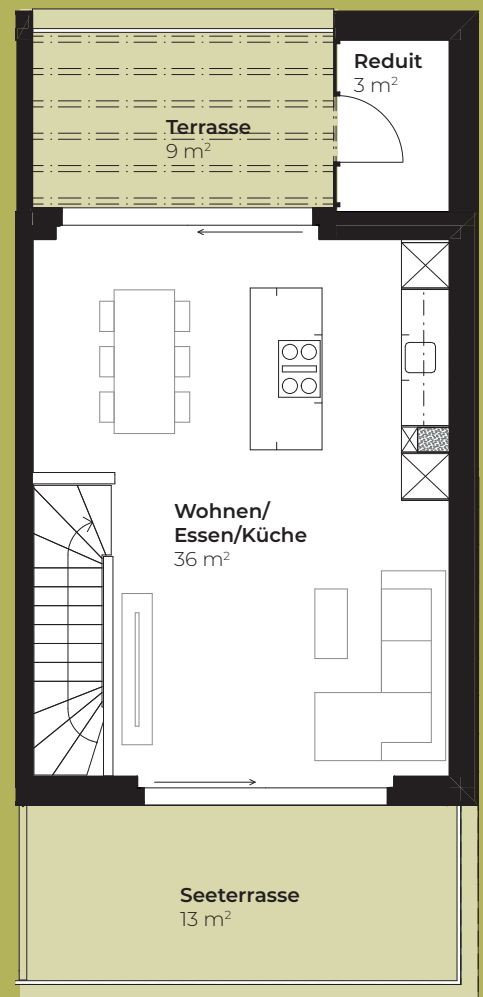 Reduit
3 m²
Terrasse
9 m²
Wohnen/
Essen/Küche
36 m²
Seeterrasse
13 m²